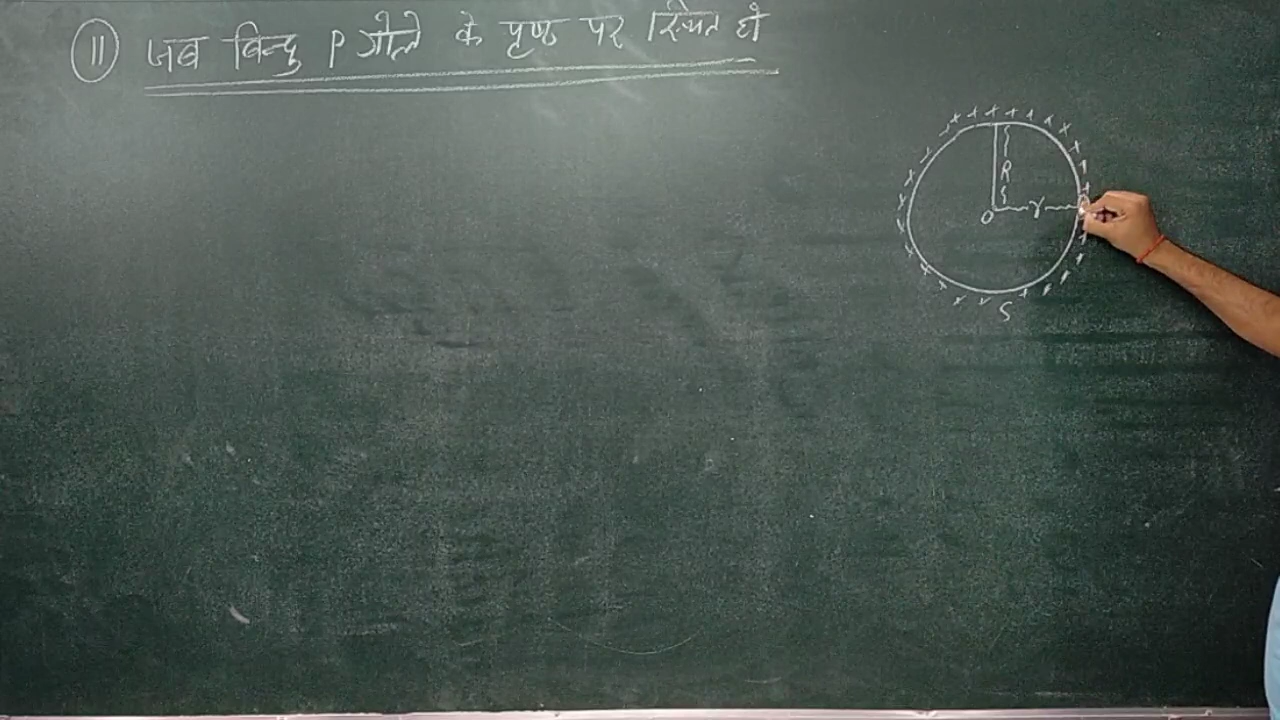 II जब बिन्दु P गोले के पृष्ठ पर स्थित हो
R
O r
S